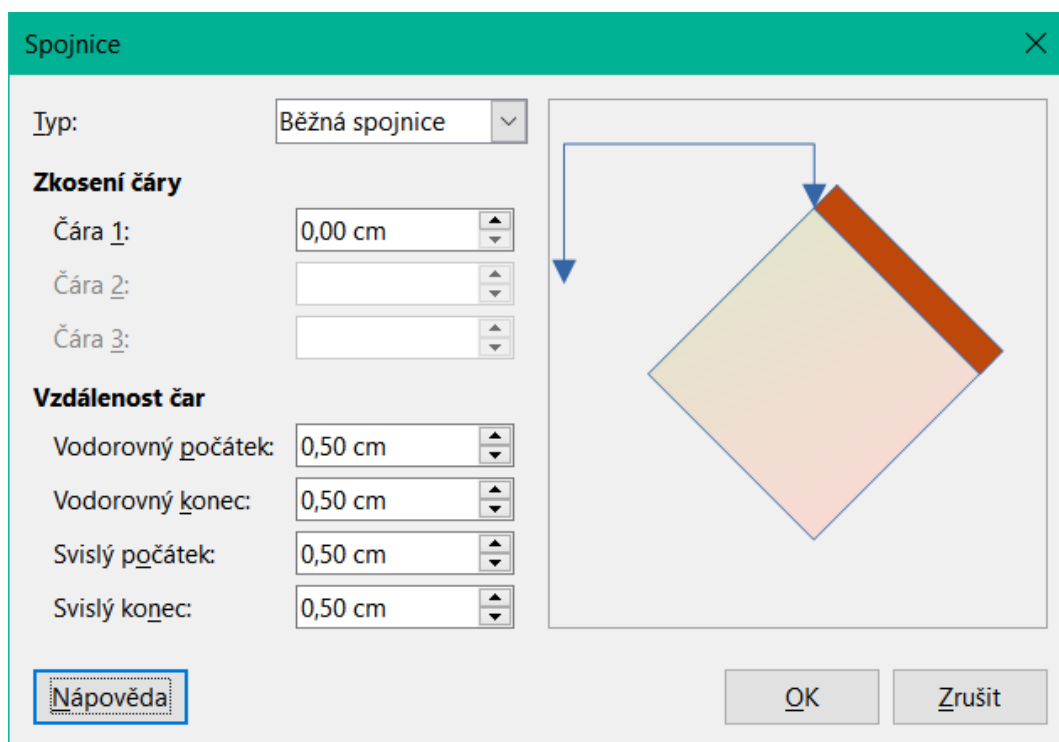 Spojnice
Typ: Běžná spojnice
Zkosení čáry
Čára 1: 0,00 cm
Čára 2:
Čára 3:
Vzdálenost čar
Vodorovný počátek: 0,50 cm
Vodorovný konec: 0,50 cm
Svislý počátek: 0,50 cm
Svislý konec: 0,50 cm
Nápověda OK Zrušit